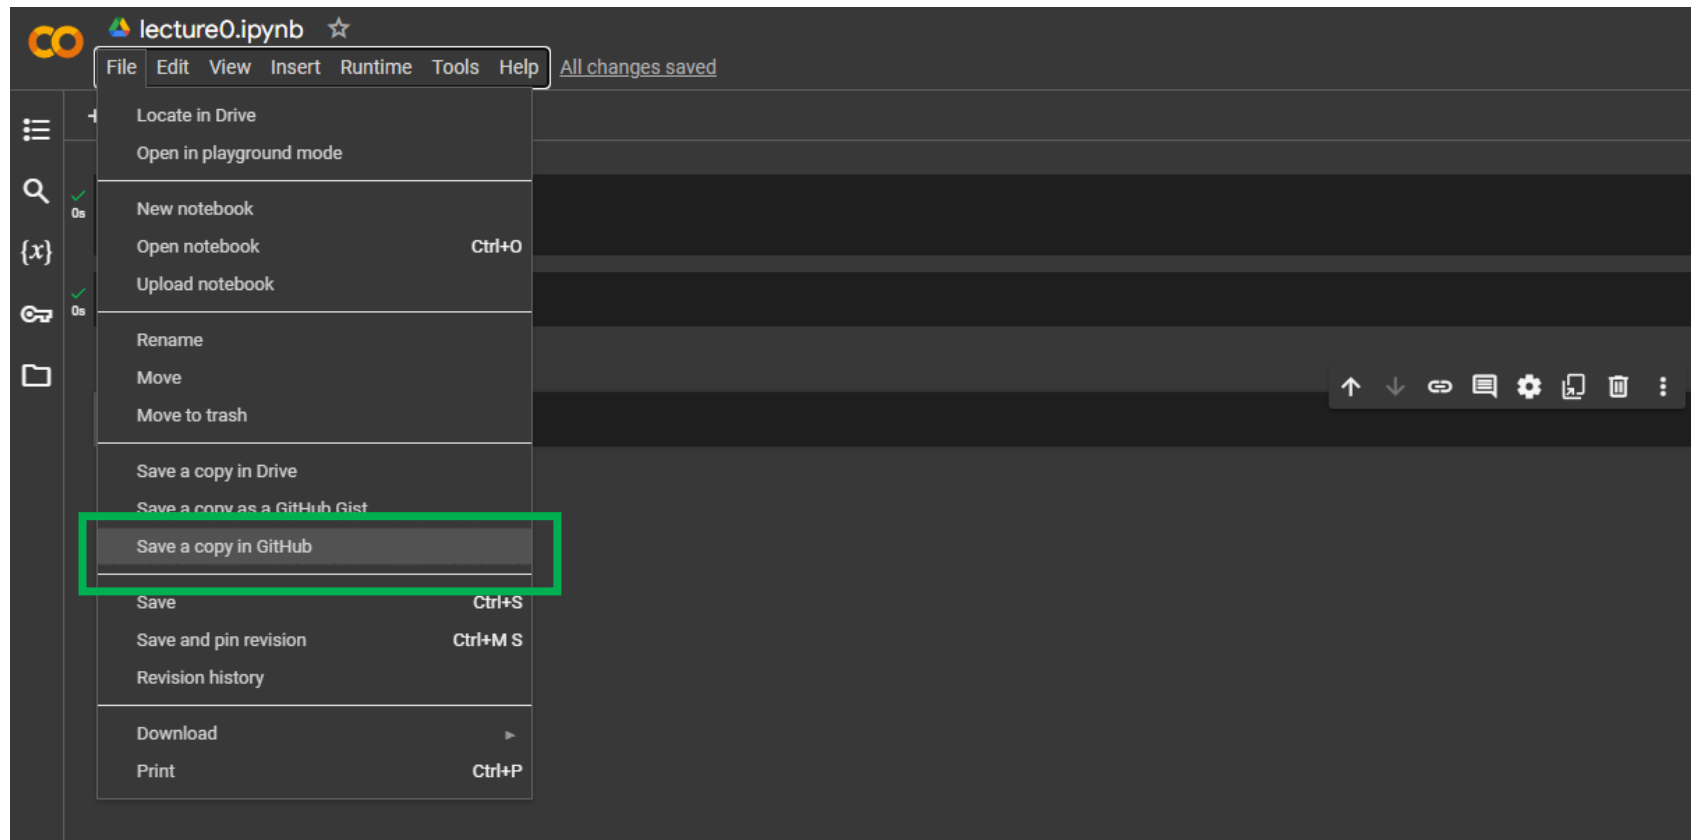 lecture0.ipynb
File Edit View Insert Runtime Tools Help All changes saved
Locate in Drive
Open in playground mode
0s
New notebook
{x}
Open notebook Ctrl+O
Upload notebook
0s
Rename
Move
Move to trash
Save a copy in Drive
Save a copy as a GitHub Gist
Save a copy in GitHub
Save Ctrl+S
Save and pin revision Ctrl+M S
Revision history
Download
Print Ctrl+P